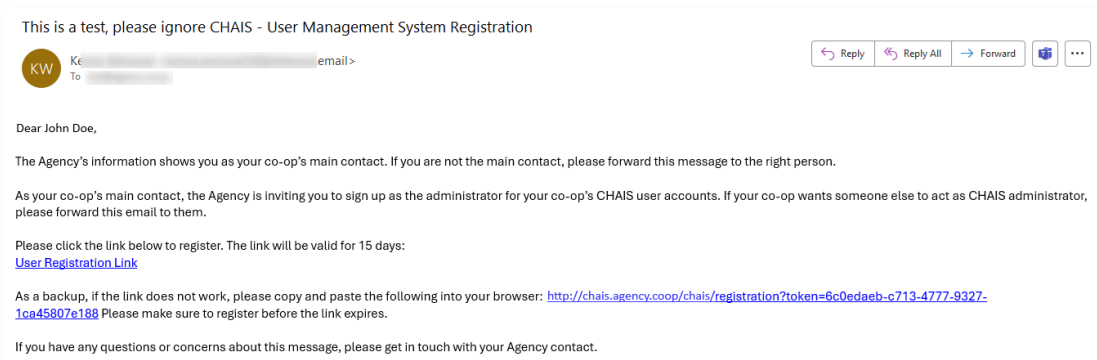 This is a test, please ignore CHAIS - User Management System Registration
KW
Ke email>
To
Reply
Reply All
Forward
Dear John Doe,
The Agency's information shows you as your co-op's main contact. If you are not the main contact, please forward this message to the right person.
As your co-op's main contact, the Agency is inviting you to sign up as the administrator for your co-op's CHAIS user accounts. If your co-op wants someone else to act as CHAIS administrator,
please forward this email to them.
Please click the link below to register. The link will be valid for 15 days:
User Registration Link
As a backup, if the link does not work, please copy and paste the following into your browser: http://chais.agency.coop/chais/registration?token=6c0edaeb-c713-4777-9327-
1ca45807e188 Please make sure to register before the link expires.
If you have any questions or concerns about this message, please get in touch with your Agency contact.